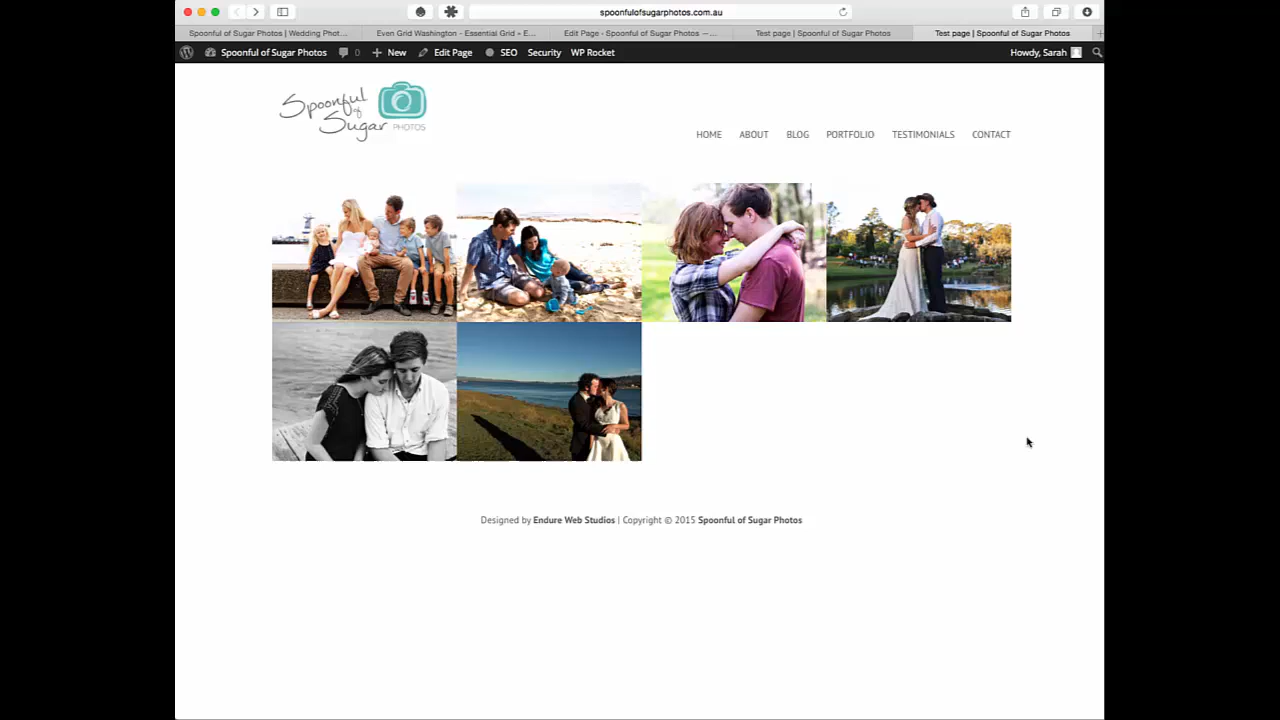 spoonfulofsugarphotos.com.au
Spoonful of Sugar Photos | Wedding Phot...
Even Grid Washington - Essential Grid » E...
Edit Page ‹ Spoonful of Sugar Photos — ...
Test page | Spoonful of Sugar Photos
Test page | Spoonful of Sugar Photos
Spoonful of Sugar Photos 0 + New Edit Page SEO Security WP Rocket Howdy, Sarah
Spoonful
of
Sugar PHOTOS
HOME ABOUT BLOG PORTFOLIO TESTIMONIALS CONTACT
Designed by Endure Web Studios | Copyright © 2015 Spoonful of Sugar Photos